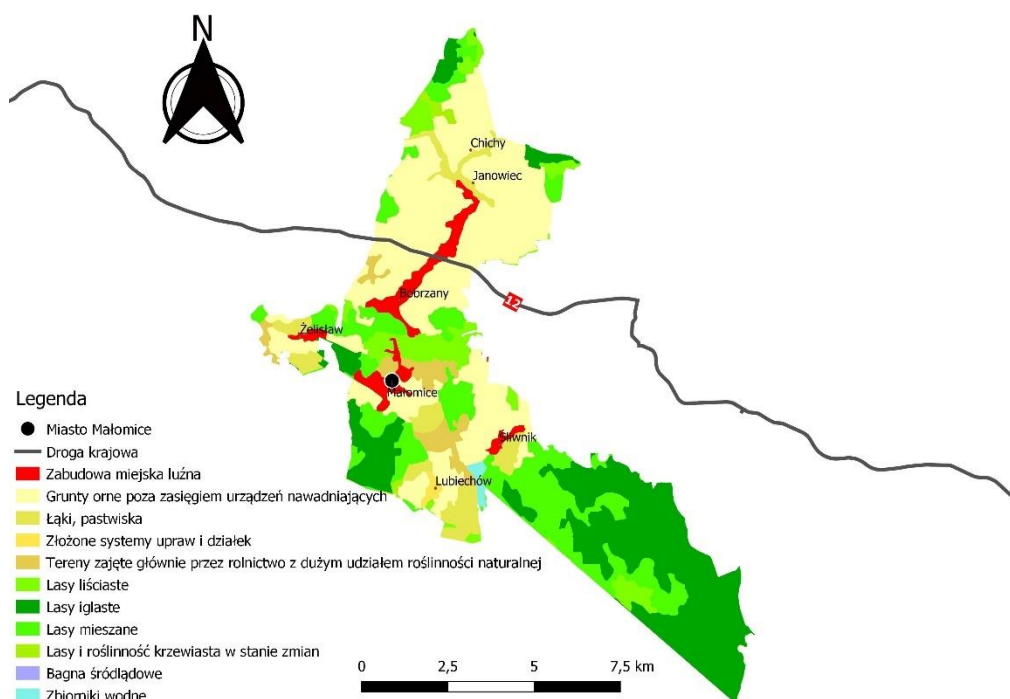 N
Chichy
Janowiec
12
Bobrzany
Żelisław
Małomice
Śliwnik
Lubiechów
Legenda
Miasto Małomice
Droga krajowa
Zabudowa miejska luźna
Grunty orne poza zasięgiem urządzeń nawadniających
Łąki, pastwiska
Złożone systemy upraw i działek
Tereny zajęte głównie przez rolnictwo z dużym udziałem roślinności naturalnej
Lasy liściaste
Lasy iglaste
Lasy mieszane
Lasy i roślinność krzewiasta w stanie zmian
Bagna śródlądowe
Zbiorniki wodne
0 2,5 5 7,5 km